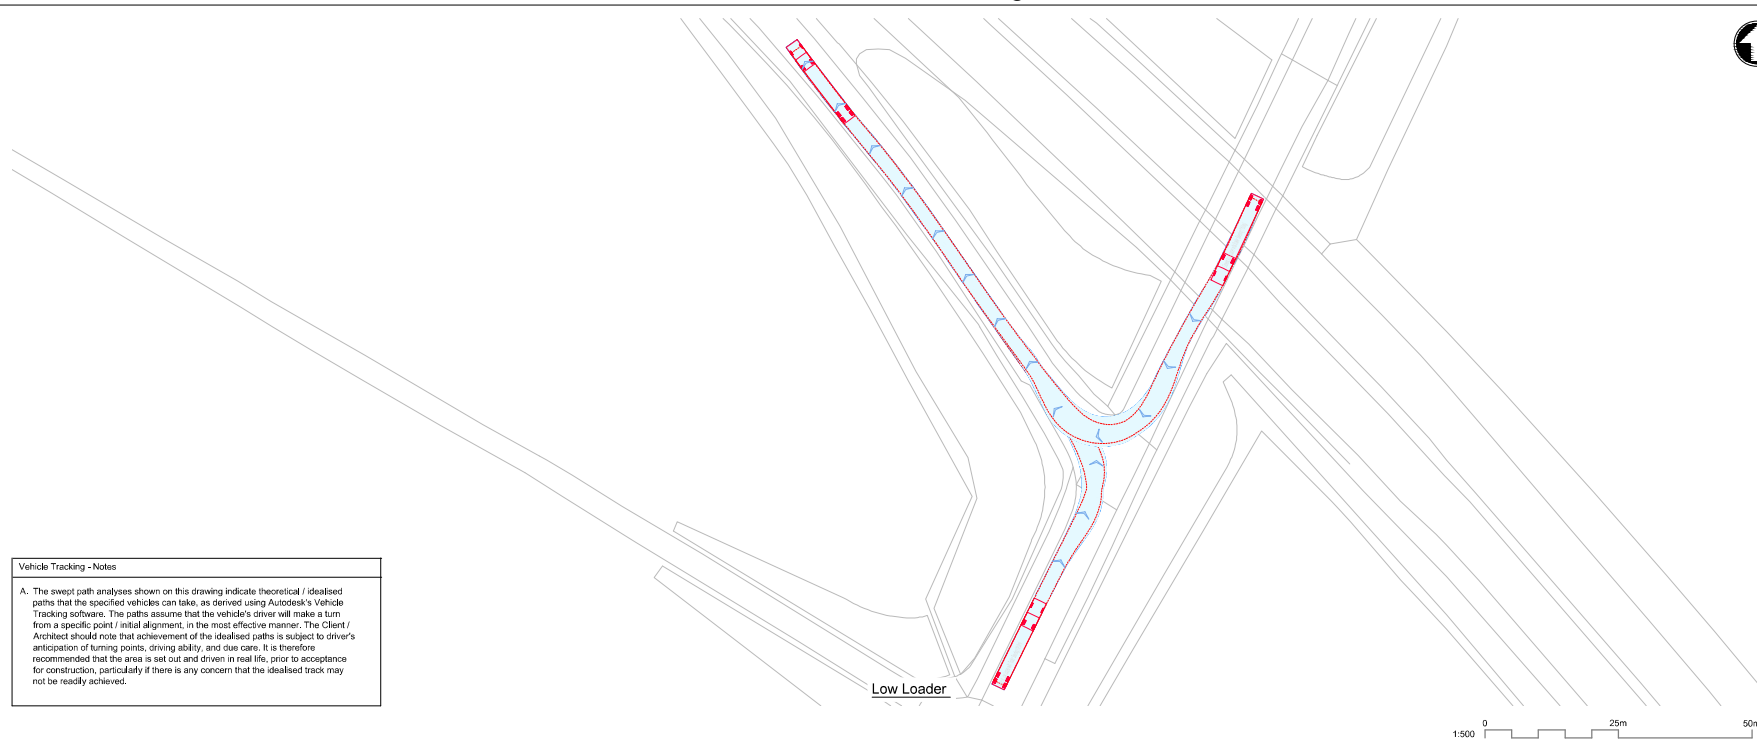 Vehicle Tracking - Notes
A. The swept path analyses shown on this drawing indicate theoretical / idealised
paths that the specified vehicles can take, as derived using Autodesk's Vehicle
Tracking software. The paths assume that the vehicle's driver will make a turn
from a specific point / initial alignment, in the most effective manner. The Client /
Architect should note that achievement of the idealised paths is subject to driver's
anticipation of turning points, driving ability, and due care. It is therefore
recommended that the area is set out and driven in real life, prior to acceptance
for construction, particularly if there is any concern that the idealised track may
not be readily achieved.
Low Loader
0 25m 50m
1:500